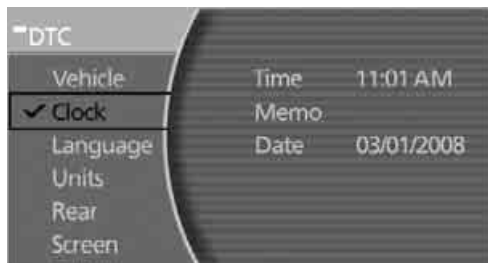 DTC
Vehicle Time 11:01 AM
✓ Clock Memo
Language Date 03/01/2008
Units
Rear
Screen